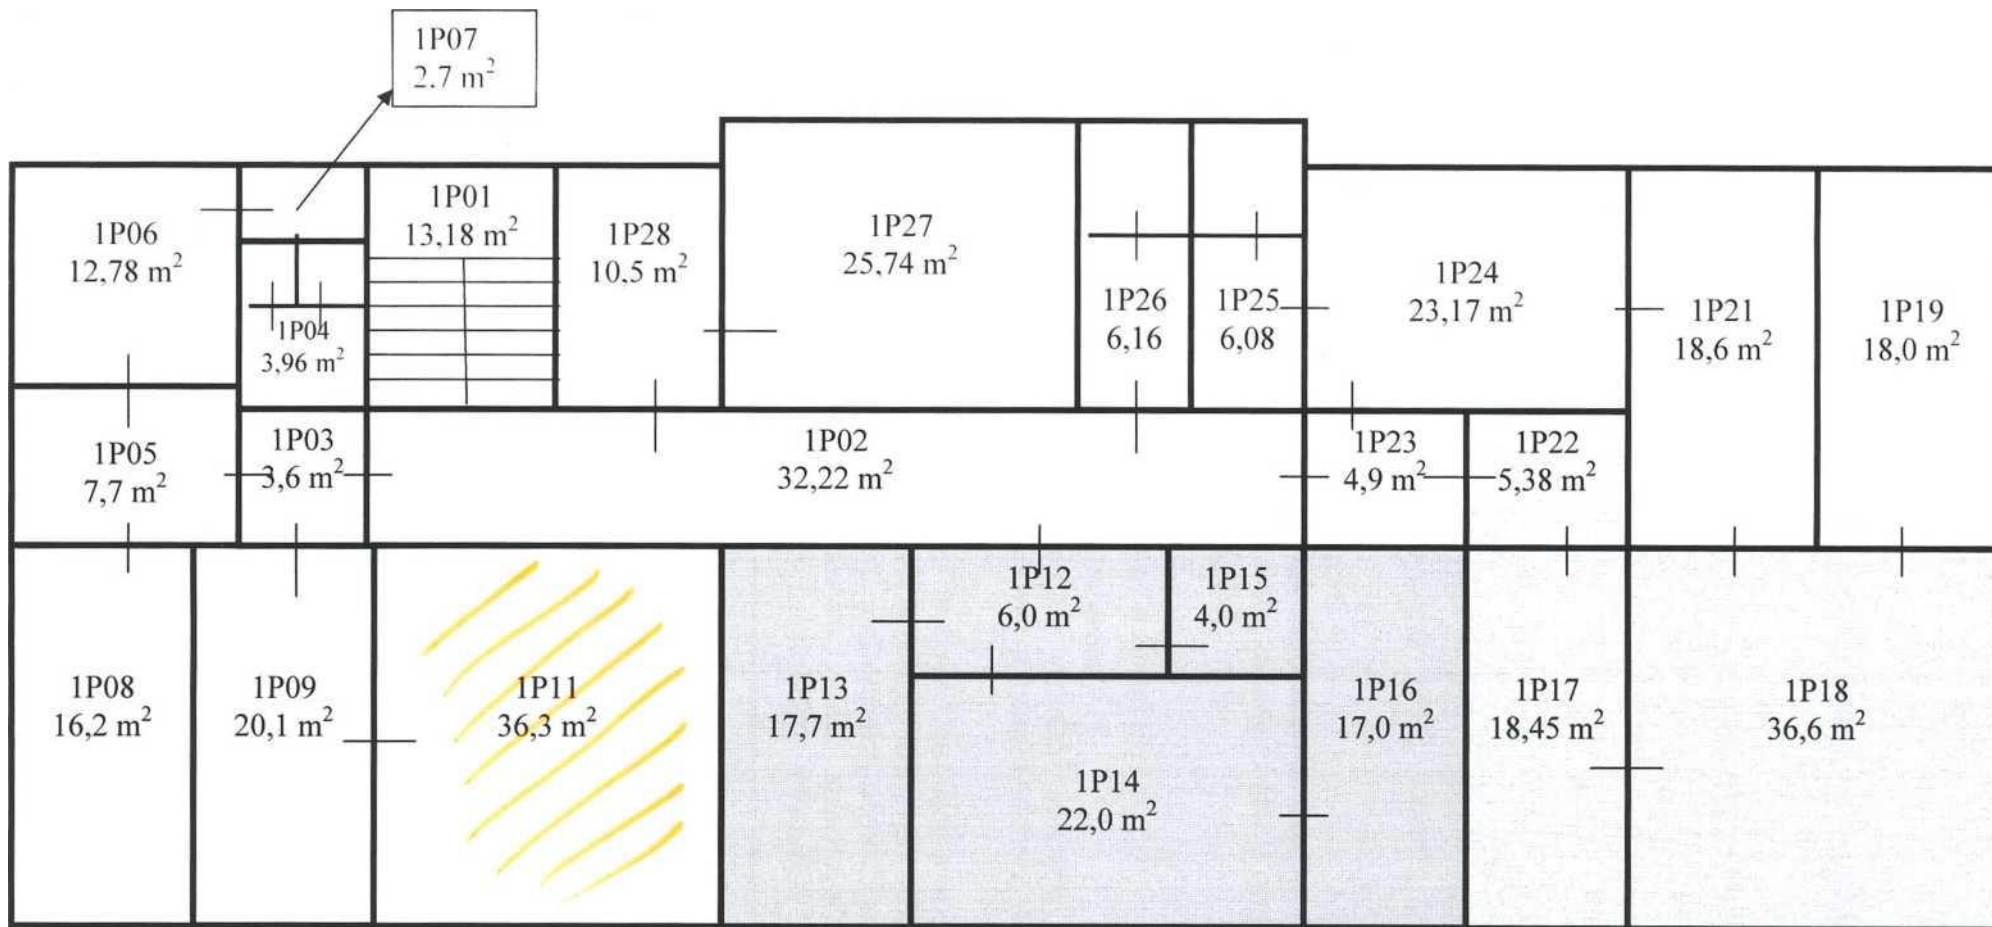 1P07
2.7 m²
1P06
12,78 m²
1P01
13,18 m²
1P28
10,5 m²
1P27
25,74 m²
1P26
6,16
1P25
6,08
1P24
23,17 m²
1P21
18,6 m²
1P19
18,0 m²
1P04
3,96 m²
1P05
7,7 m²
1P03
3,6 m²
1P02
32,22 m²
1P23
4,9 m²
1P22
5,38 m²
1P08
16,2 m²
1P09
20,1 m²
1P11
36,3 m²
1P13
17,7 m²
1P12
6,0 m²
1P15
4,0 m²
1P14
22,0 m²
1P16
17,0 m²
1P17
18,45 m²
1P18
36,6 m²